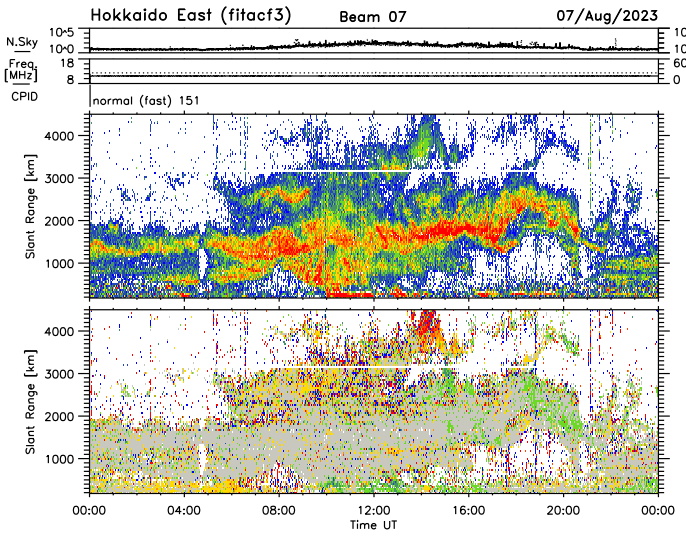 Hokkaido East (fitacf3) Beam 07 07/Aug/2023
N.Sky 10^5 10^0 10 10
Freq. [MHz] 18 8 60 0
CPID normal (fast) 151
Slant Range [km] 4000 3000 2000 1000
Slant Range [km] 4000 3000 2000 1000
00:00 04:00 08:00 12:00 16:00 20:00 00:00
Time UT